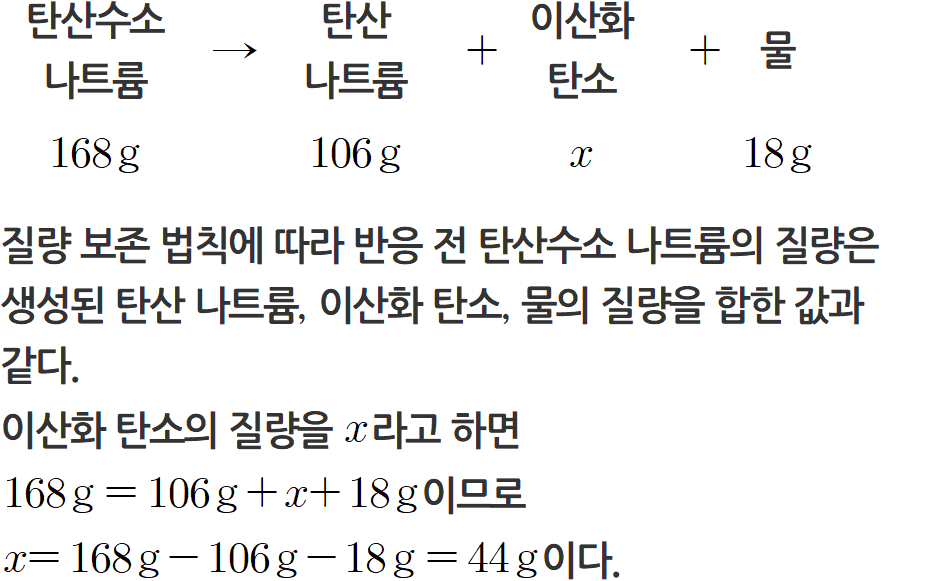 탄산수소 탄산 이산화
→ + + 물
나트륨 나트륨 탄소
168 g 106 g x 18 g
질량 보존 법칙에 따라 반응 전 탄산수소 나트륨의 질량은
생성된 탄산 나트륨, 이산화 탄소, 물의 질량을 합한 값과
같다.
이산화 탄소의 질량을 x라고 하면
168 g = 106 g + x + 18 g이므로
x = 168 g − 106 g − 18 g = 44 g이다.